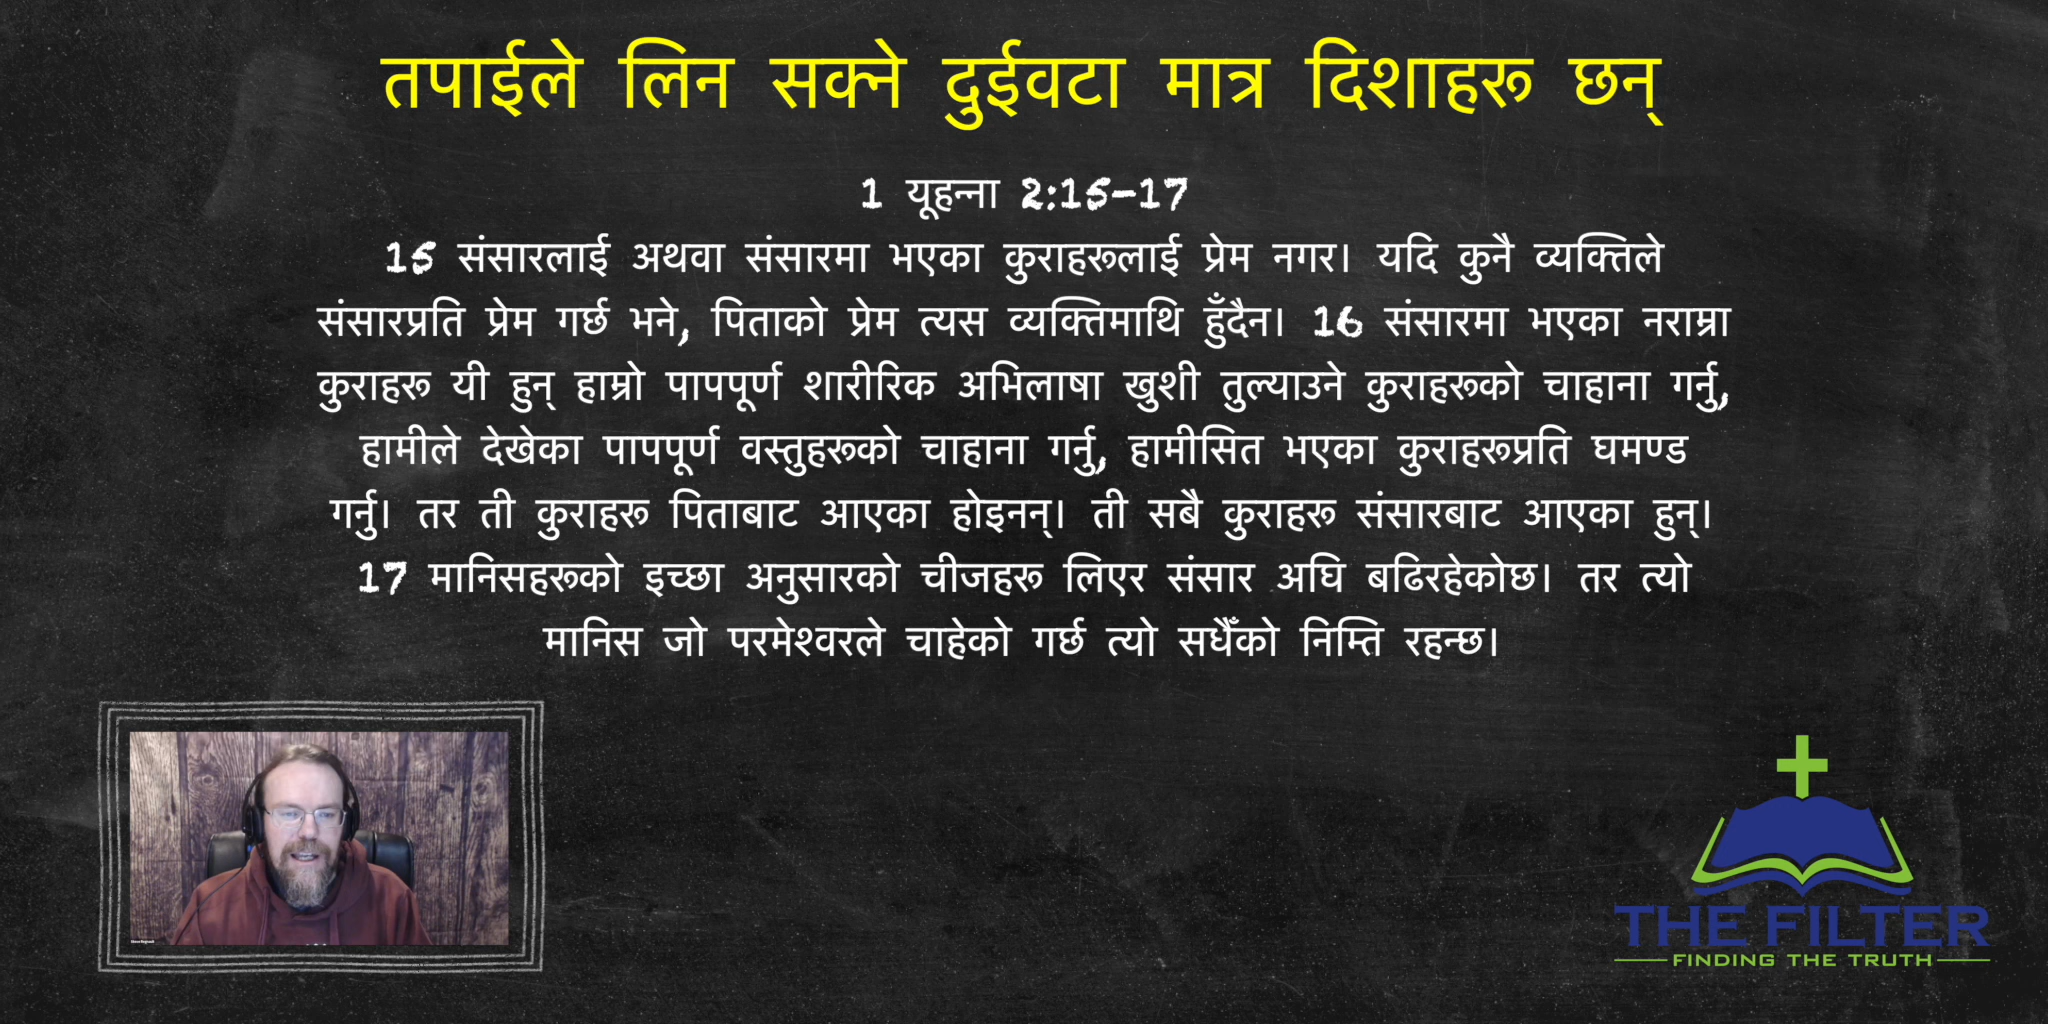 तपाईले लिन सक्ने दुईवटा मात्र दिशाहरू छन्
1 यूहन्ना 2:15-17
15 संसारलाई अथवा संसारमा भएका कुराहरूलाई प्रेम नगर। यदि कुनै व्यक्तिले
संसारप्रति प्रेम गर्छ भने, पिताको प्रेम त्यस व्यक्तिमाथि हुँदैन। 16 संसारमा भएका नराम्रा
कुराहरू यी हुन् हाम्रो पापपूर्ण शारीरिक अभिलाषा खुशी तुल्याउने कुराहरूको चाहाना गर्नु,
हामीले देखेका पापपूर्ण वस्तुहरूको चाहाना गर्नु, हामीसित भएका कुराहरूप्रति घमण्ड
गर्नु। तर ती कुराहरू पिताबाट आएका होइनन्। ती सबै कुराहरू संसारबाट आएका हुन्।
17 मानिसहरूको इच्छा अनुसारको चीजहरू लिएर संसार अघि बढिरहेकोछ। तर त्यो
मानिस जो परमेश्वरले चाहेको गर्छ त्यो सधैँको निम्ति रहन्छ।
THE FILTER
FINDING THE TRUTH